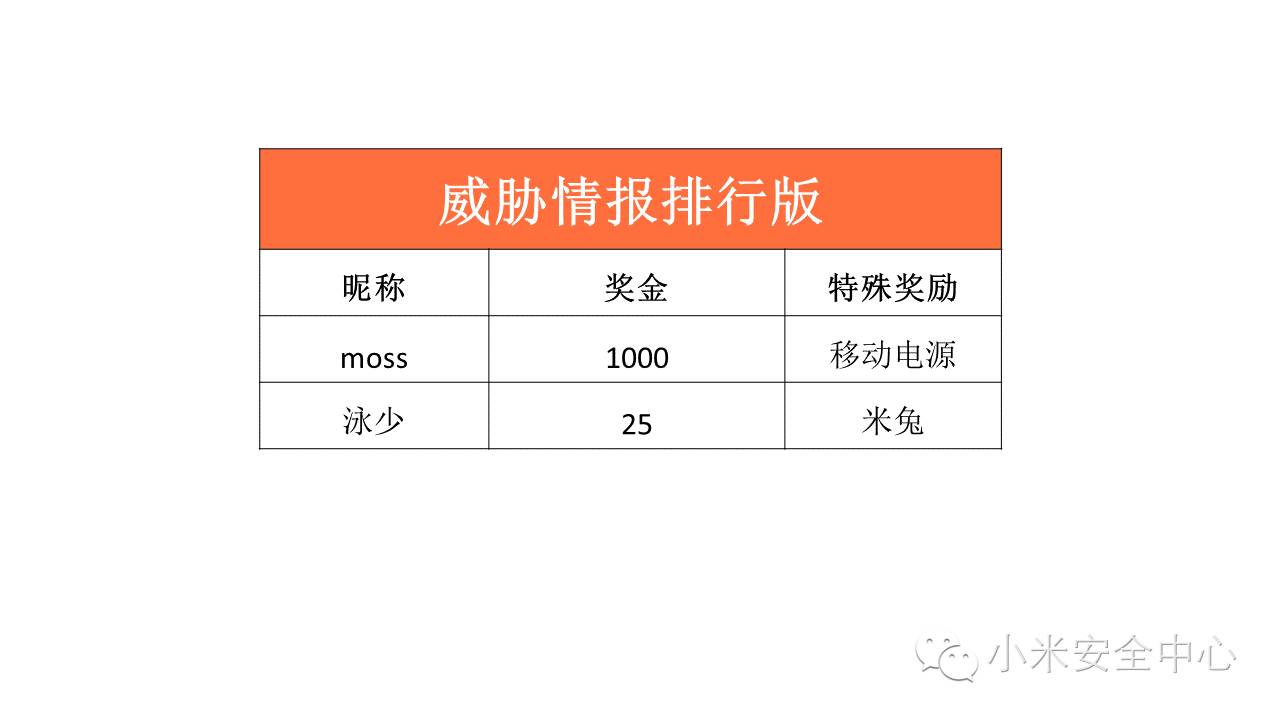 威胁情报排行版
昵称 奖金 特殊奖励
moss 1000 移动电源
泳少 25 米兔
小米安全中心